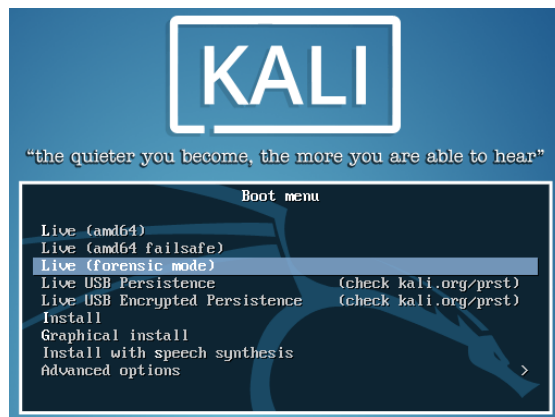 KALI
“the quieter you become, the more you are able to hear”
Boot menu
Live (amd64)
Live (amd64 failsafe)
Live (forensic mode)
Live USB Persistence (check kali.org/prst)
Live USB Encrypted Persistence (check kali.org/prst)
Install
Graphical install
Install with speech synthesis
Advanced options >